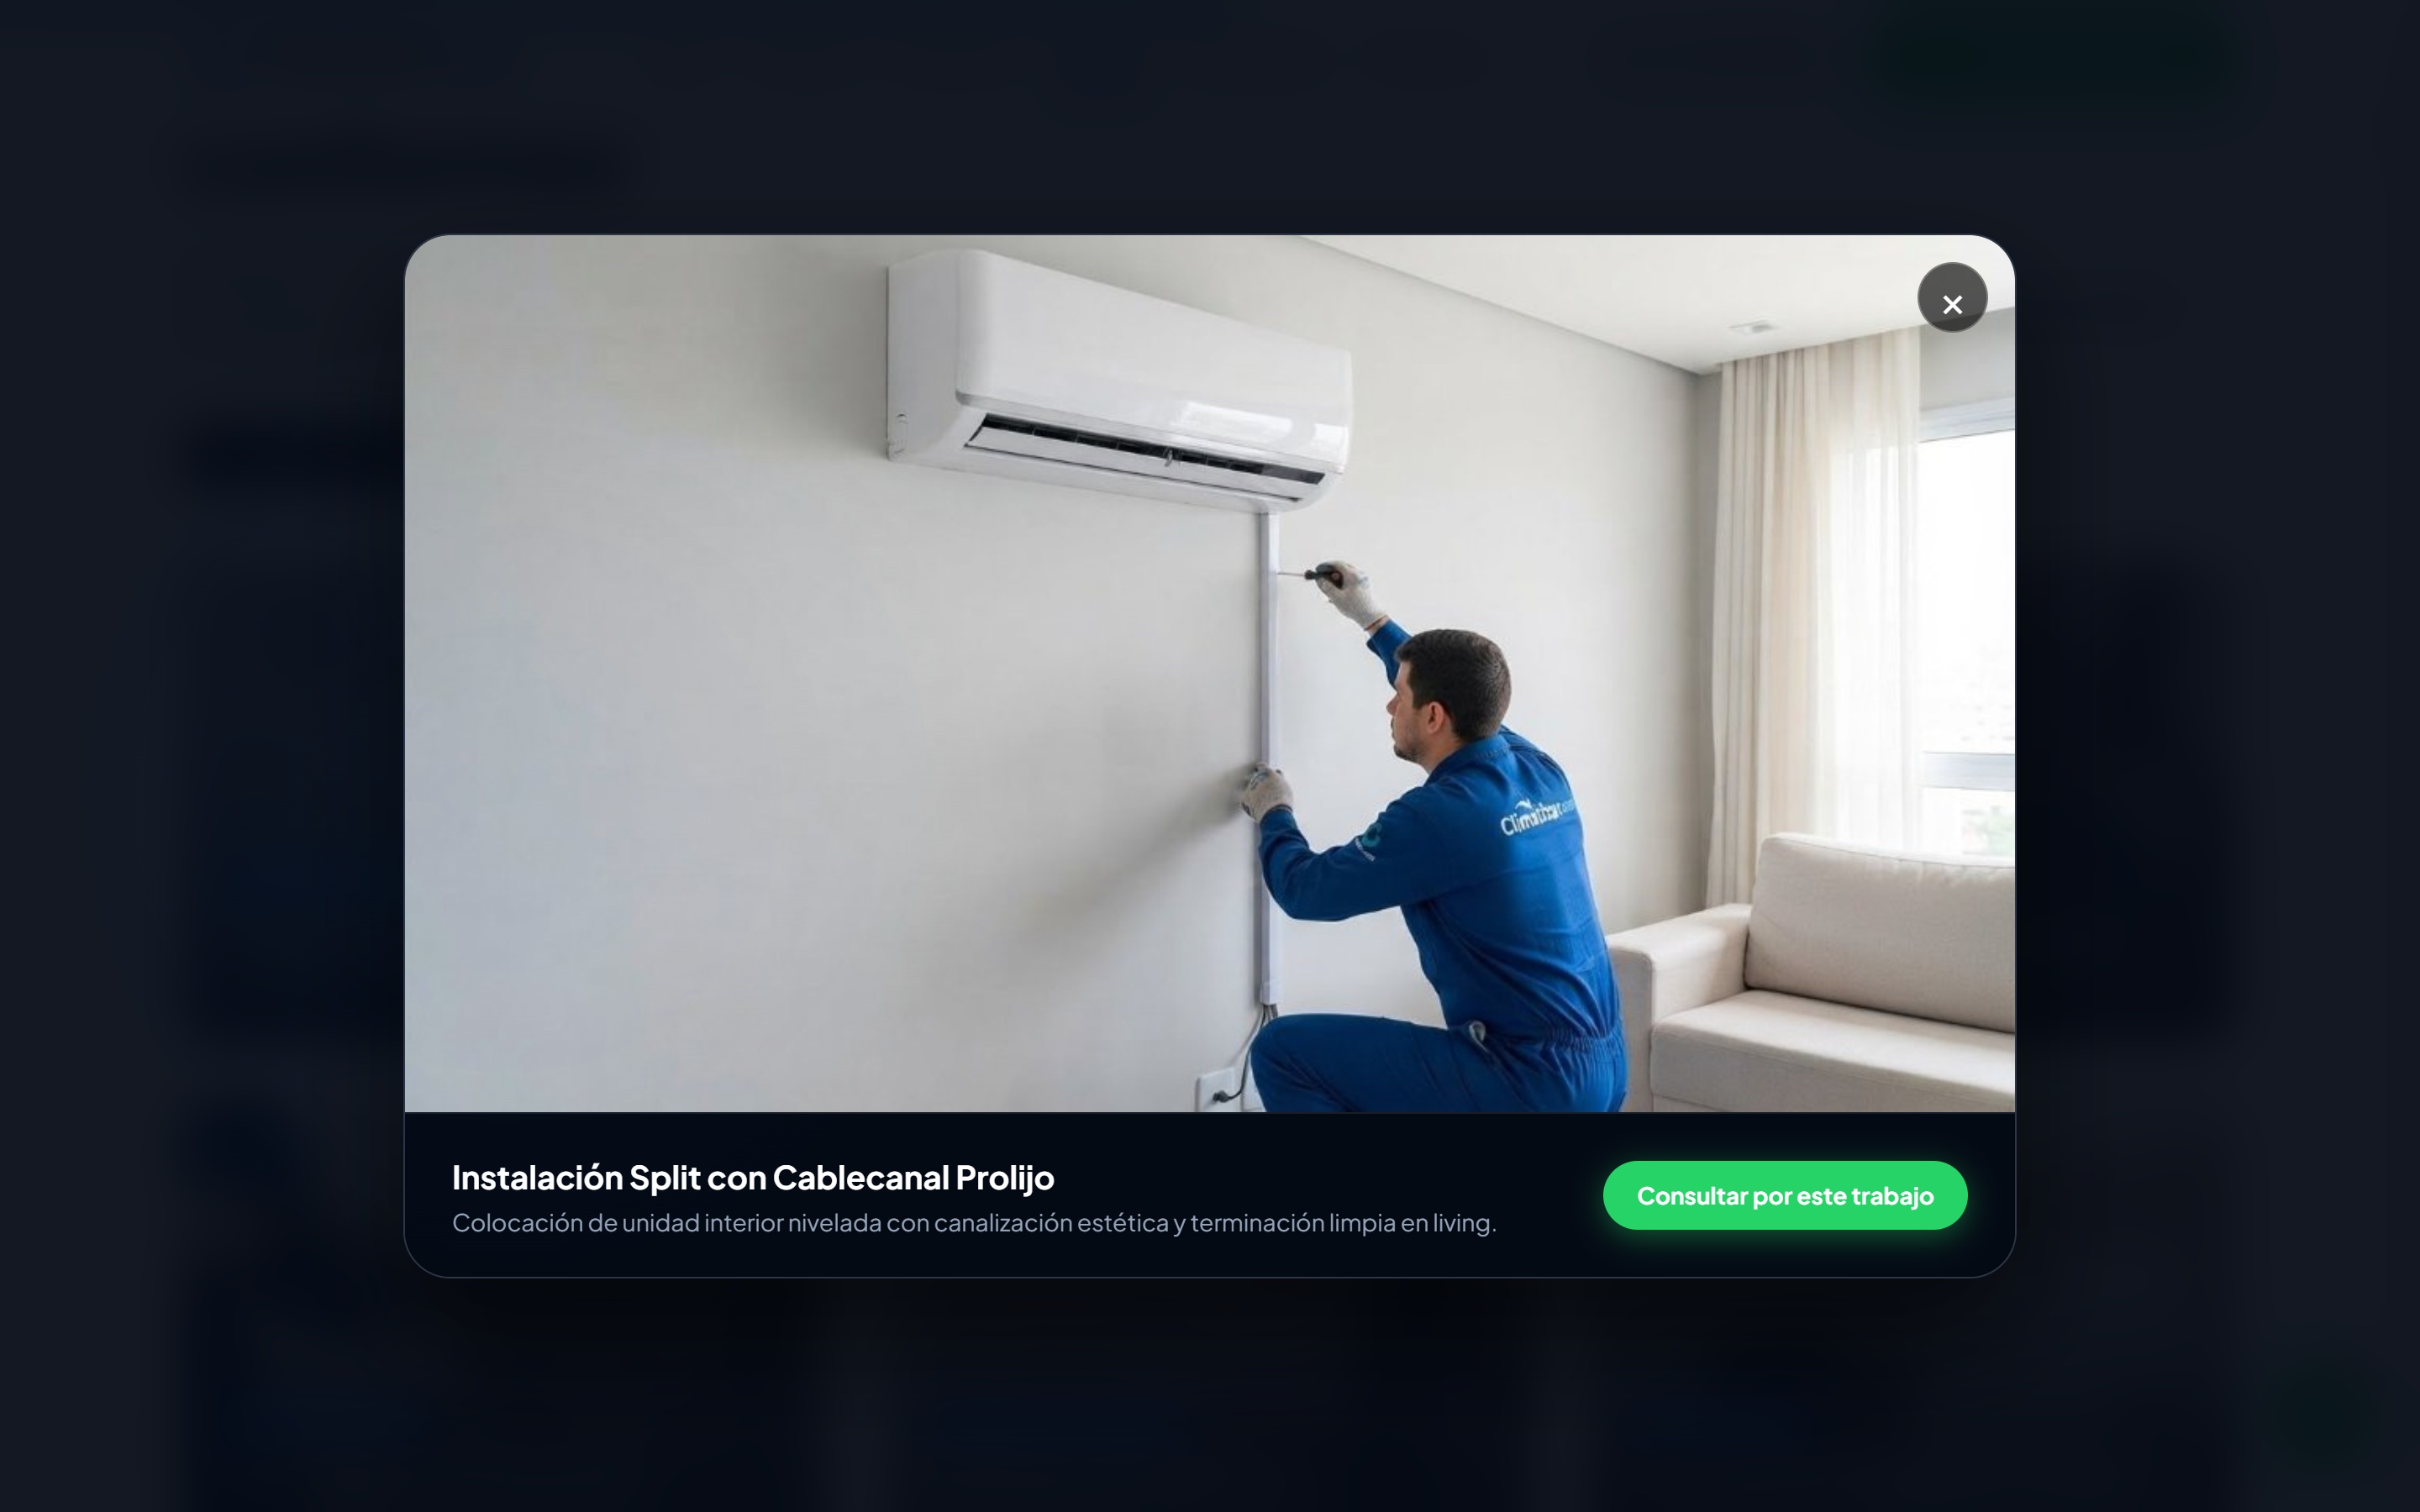 Instalación Split con Cablecanal Prolijo
Colocación de unidad interior nivelada con canalización estética y terminación limpia en living.
Consultar por este trabajo